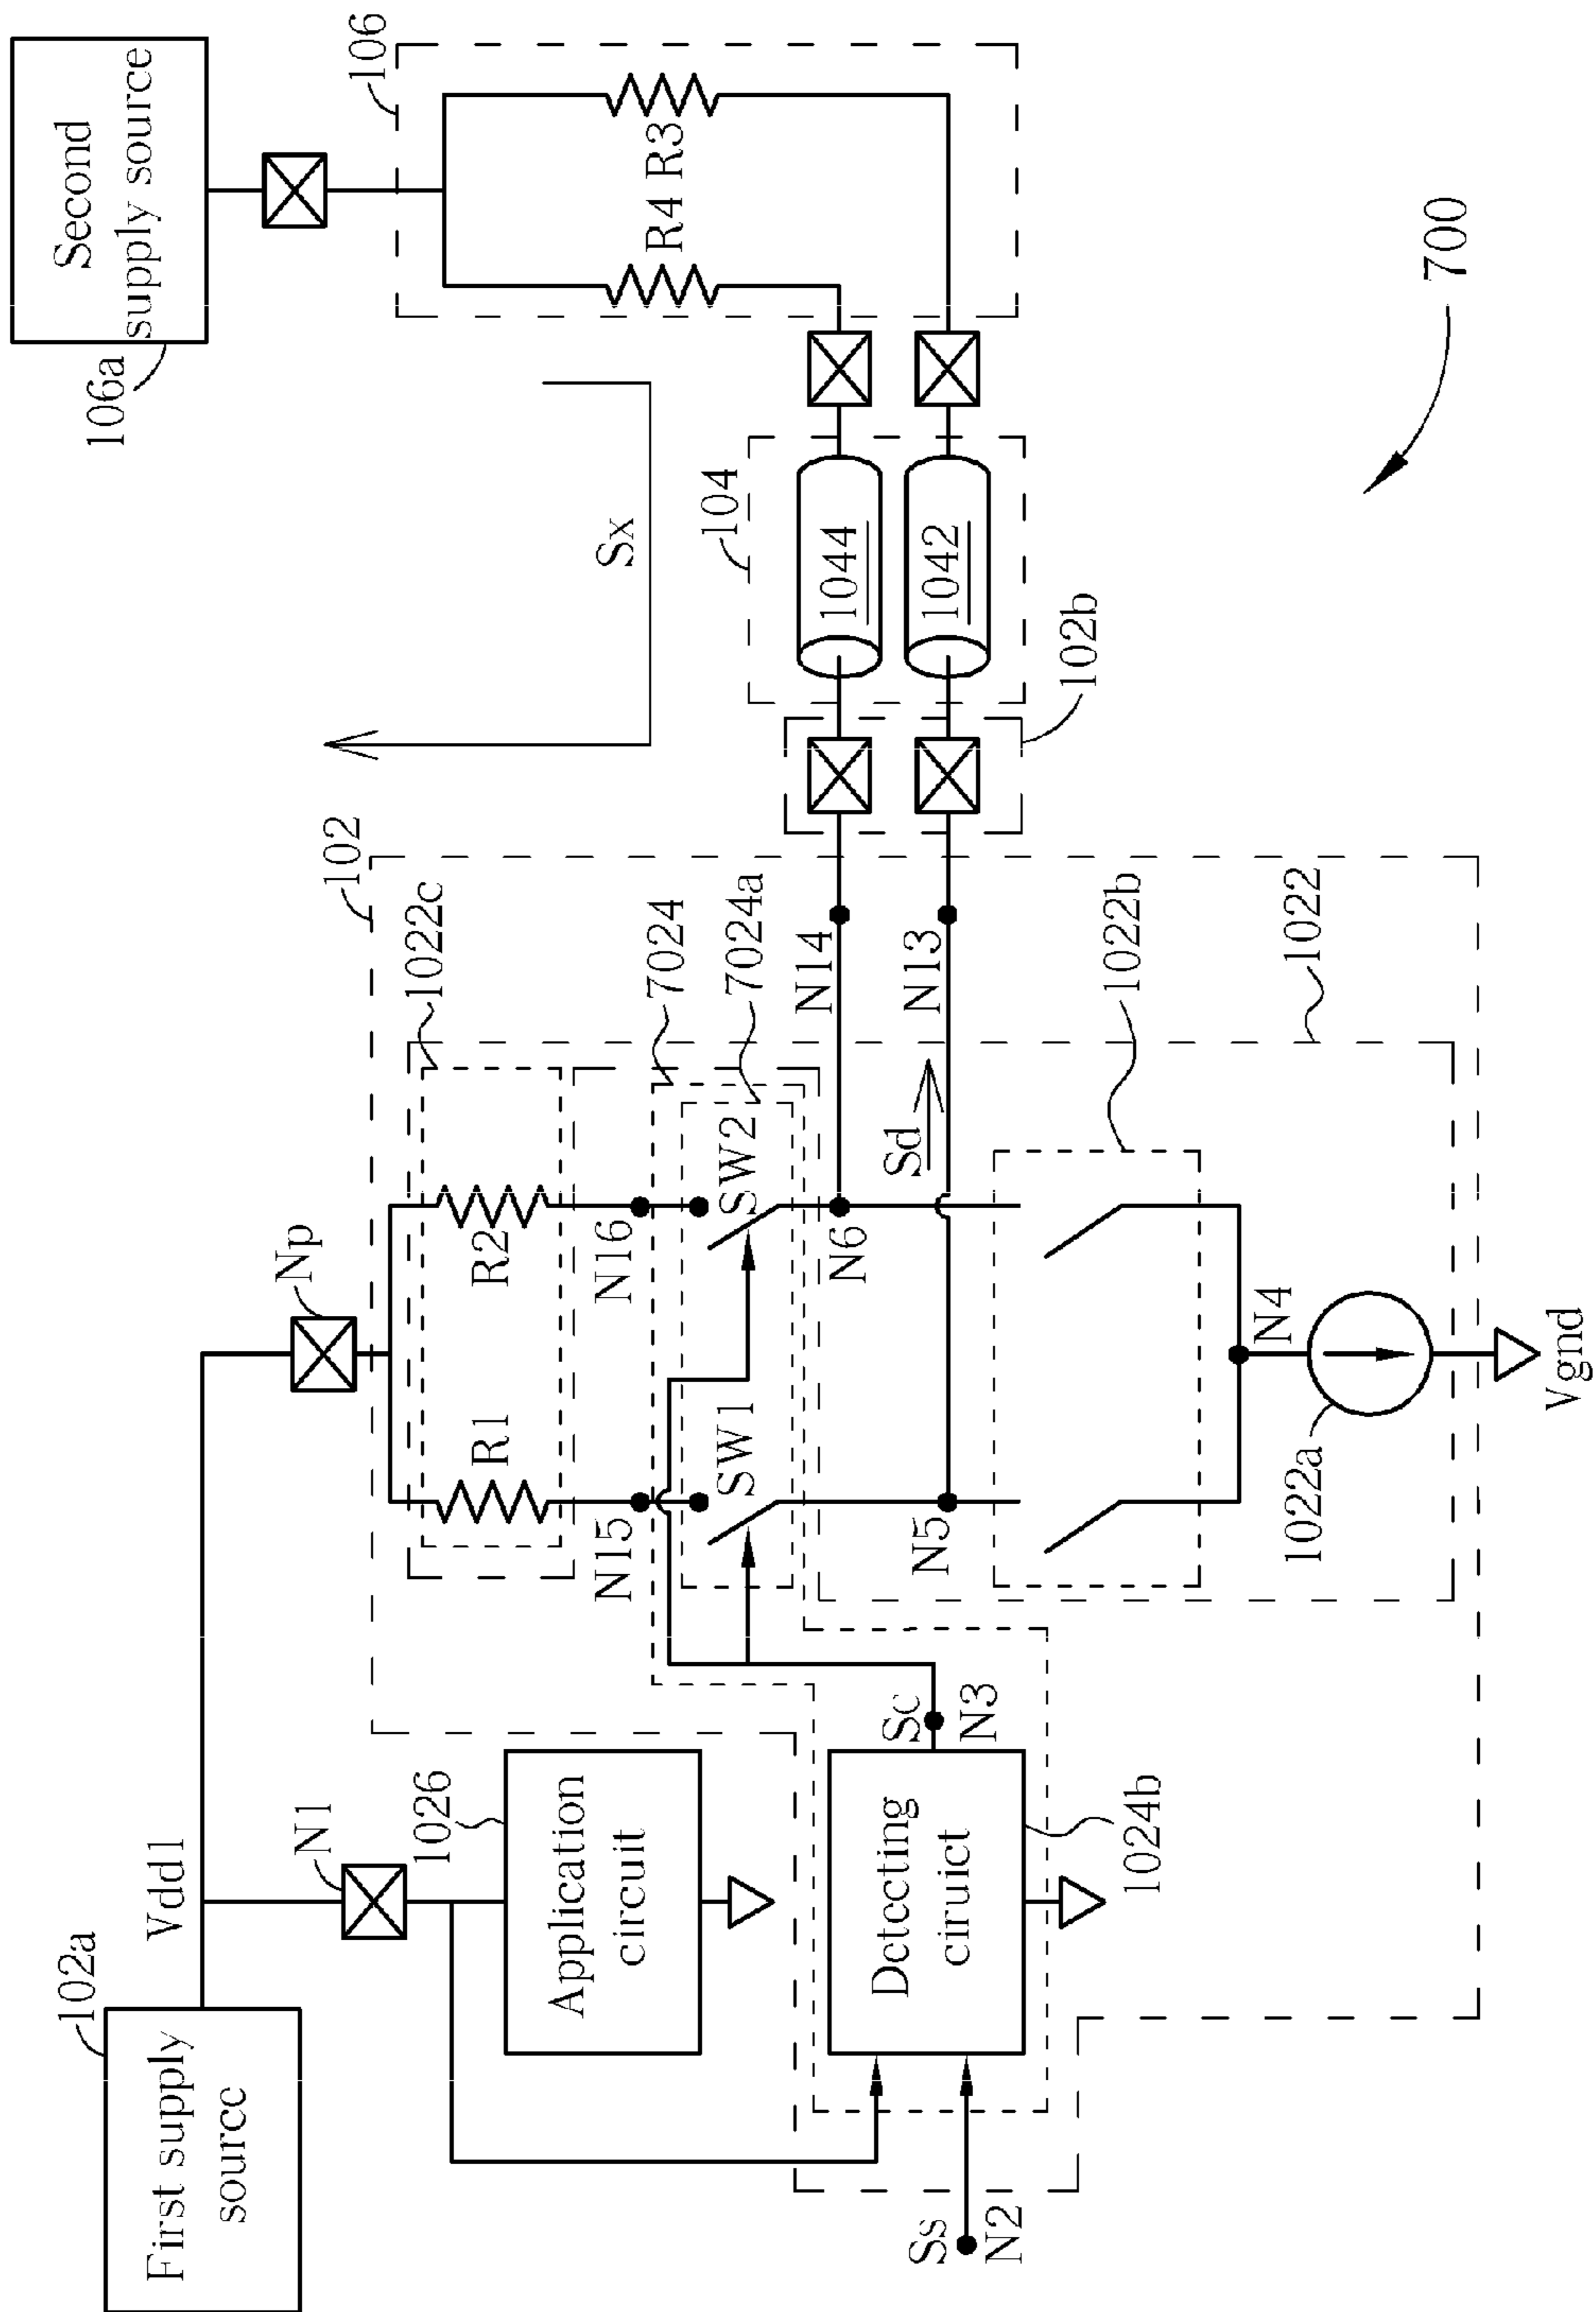 First supply
source
102a
Vdd1
N1
Np
1026
Application
circuit
Detecting
ciruict
1024b
Ss
N2
Sc
N3
R1
R2
1022c
N15
N16
7024
7024a
SW1
SW2
N5
N6
N14
N13
Sd
1022b
1022
N4
1022a
Vgnd
102
102b
104
1044
1042
Sx
Second
supply source
106a
106
R4
R3
700